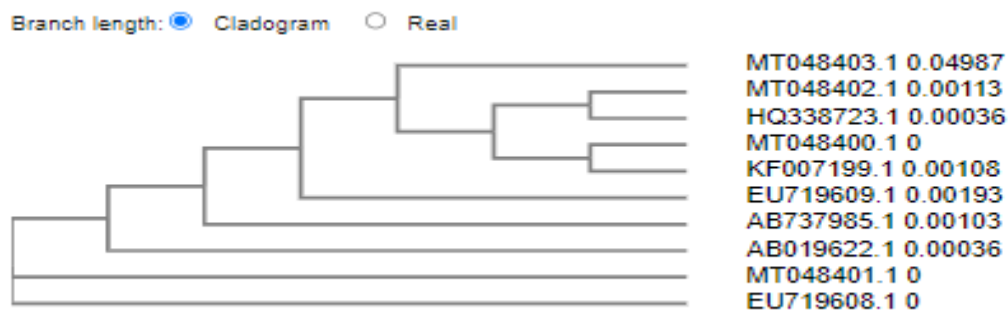 Branch length: Cladogram Real
MT048403.1 0.04987
MT048402.1 0.00113
HQ338723.1 0.00036
MT048400.1 0
KF007199.1 0.00108
EU719609.1 0.00193
AB737985.1 0.00103
AB019622.1 0.00036
MT048401.1 0
EU719608.1 0